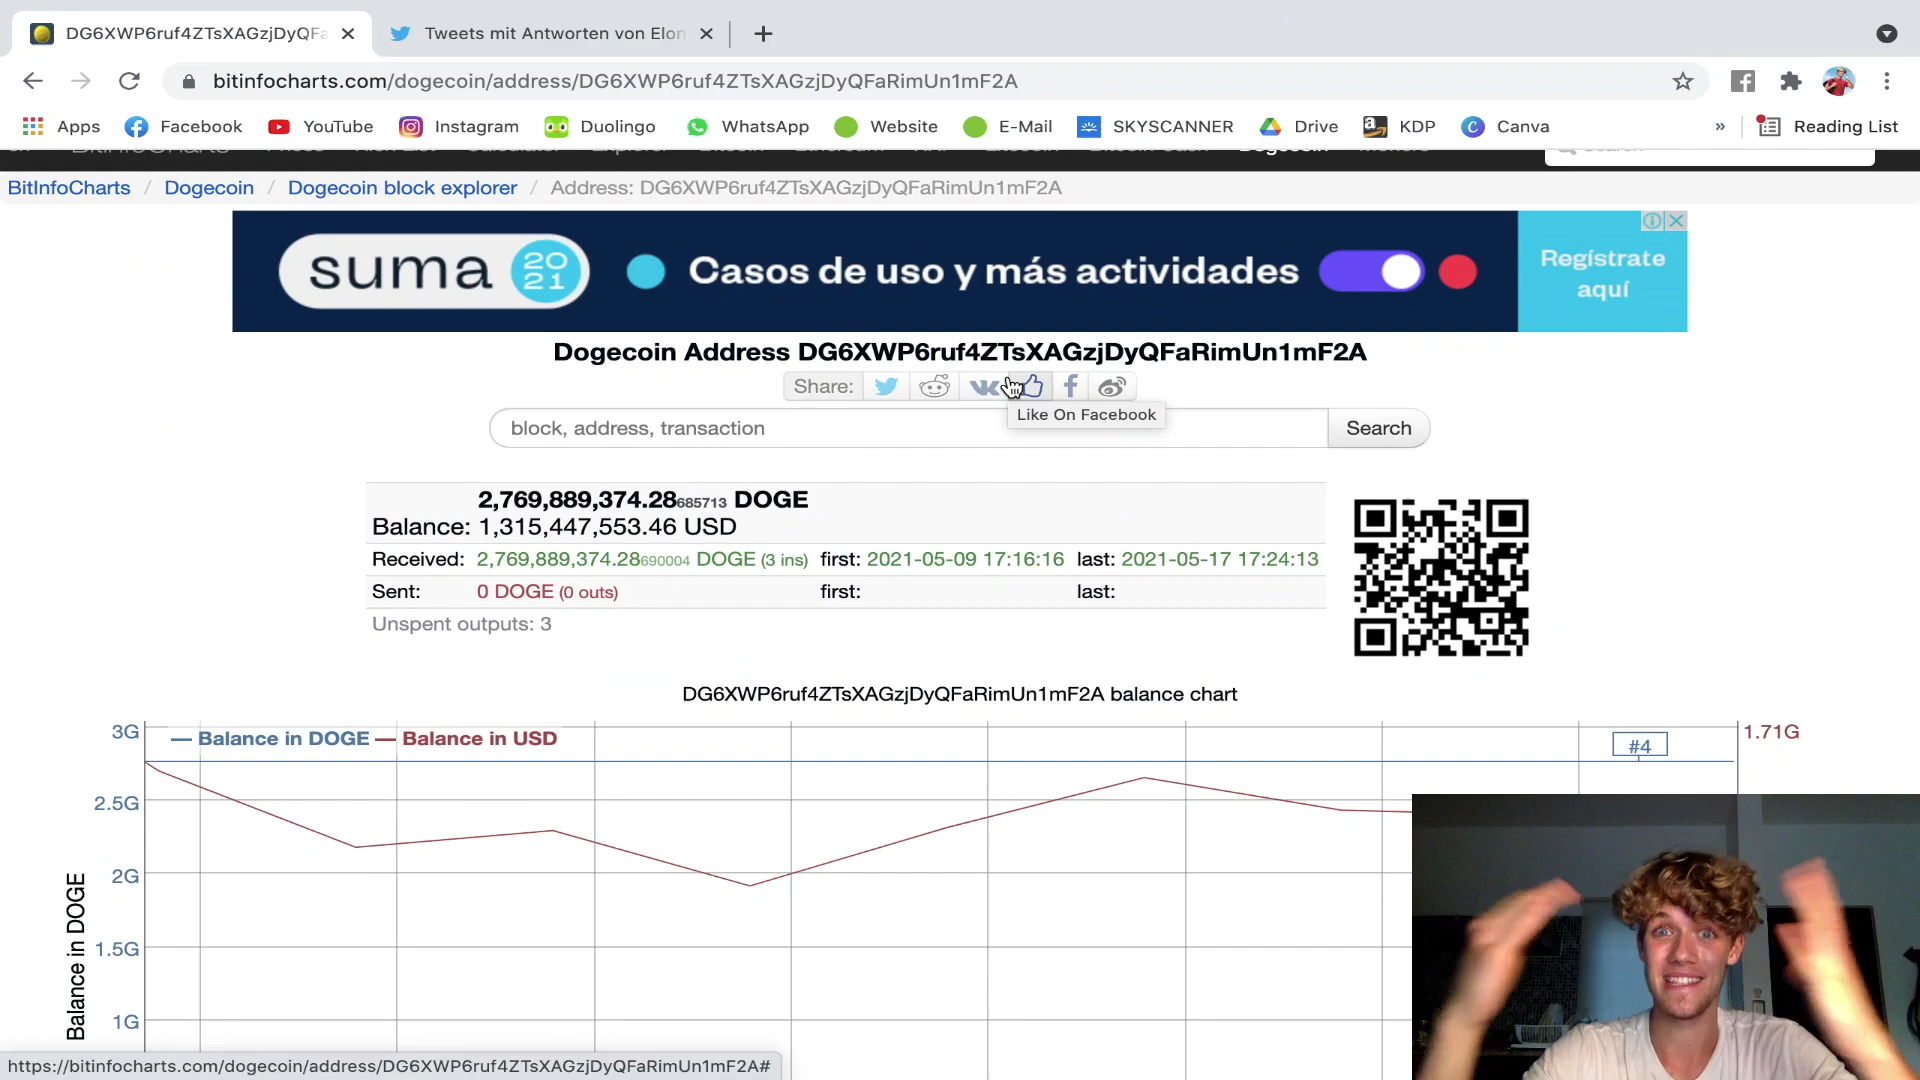 DG6XWP6ruf4ZTsXAGzjDyQFa
Tweets mit Antworten von Elon
bitinfocharts.com/dogecoin/address/DG6XWP6ruf4ZTsXAGzjDyQFaRimUn1mF2A
Apps Facebook YouTube Instagram Duolingo WhatsApp Website E-Mail SKYSCANNER Drive KDP Canva » Reading List
BitInfoCharts / Dogecoin / Dogecoin block explorer / Address: DG6XWP6ruf4ZTsXAGzjDyQFaRimUn1mF2A
suma 2021 Casos de uso y más actividades
Regístrate
aquí
Dogecoin Address DG6XWP6ruf4ZTsXAGzjDyQFaRimUn1mF2A
Share:
Like On Facebook
block, address, transaction Search
2,769,889,374.28685713 DOGE
Balance: 1,315,447,553.46 USD
Received: 2,769,889,374.28690004 DOGE (3 ins) first: 2021-05-09 17:16:16 last: 2021-05-17 17:24:13
Sent: 0 DOGE (0 outs) first: last:
Unspent outputs: 3
DG6XWP6ruf4ZTsXAGzjDyQFaRimUn1mF2A balance chart
Balance in DOGE Balance in USD
#4
3G
1.71G
2.5G
2G
1.5G
1G
Balance in DOGE
https://bitinfocharts.com/dogecoin/address/DG6XWP6ruf4ZTsXAGzjDyQFaRimUn1mF2A#